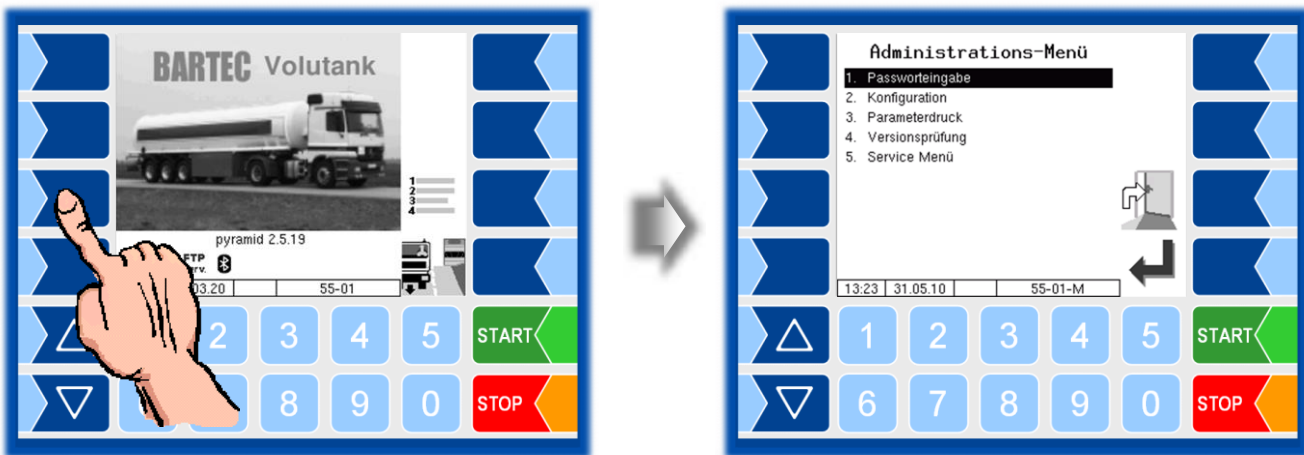 BARTEC Volutank
1
2
3
4
pyramid 2.5.19
FTP
03.20 55-01
2 3 4 5 START
8 9 0 STOP
Administrations-Menü
1. Passworteingabe
2. Konfiguration
3. Parameterdruck
4. Versionsprüfung
5. Service Menü
13:23 31.05.10 55-01-M
1 2 3 4 5 START
6 7 8 9 0 STOP